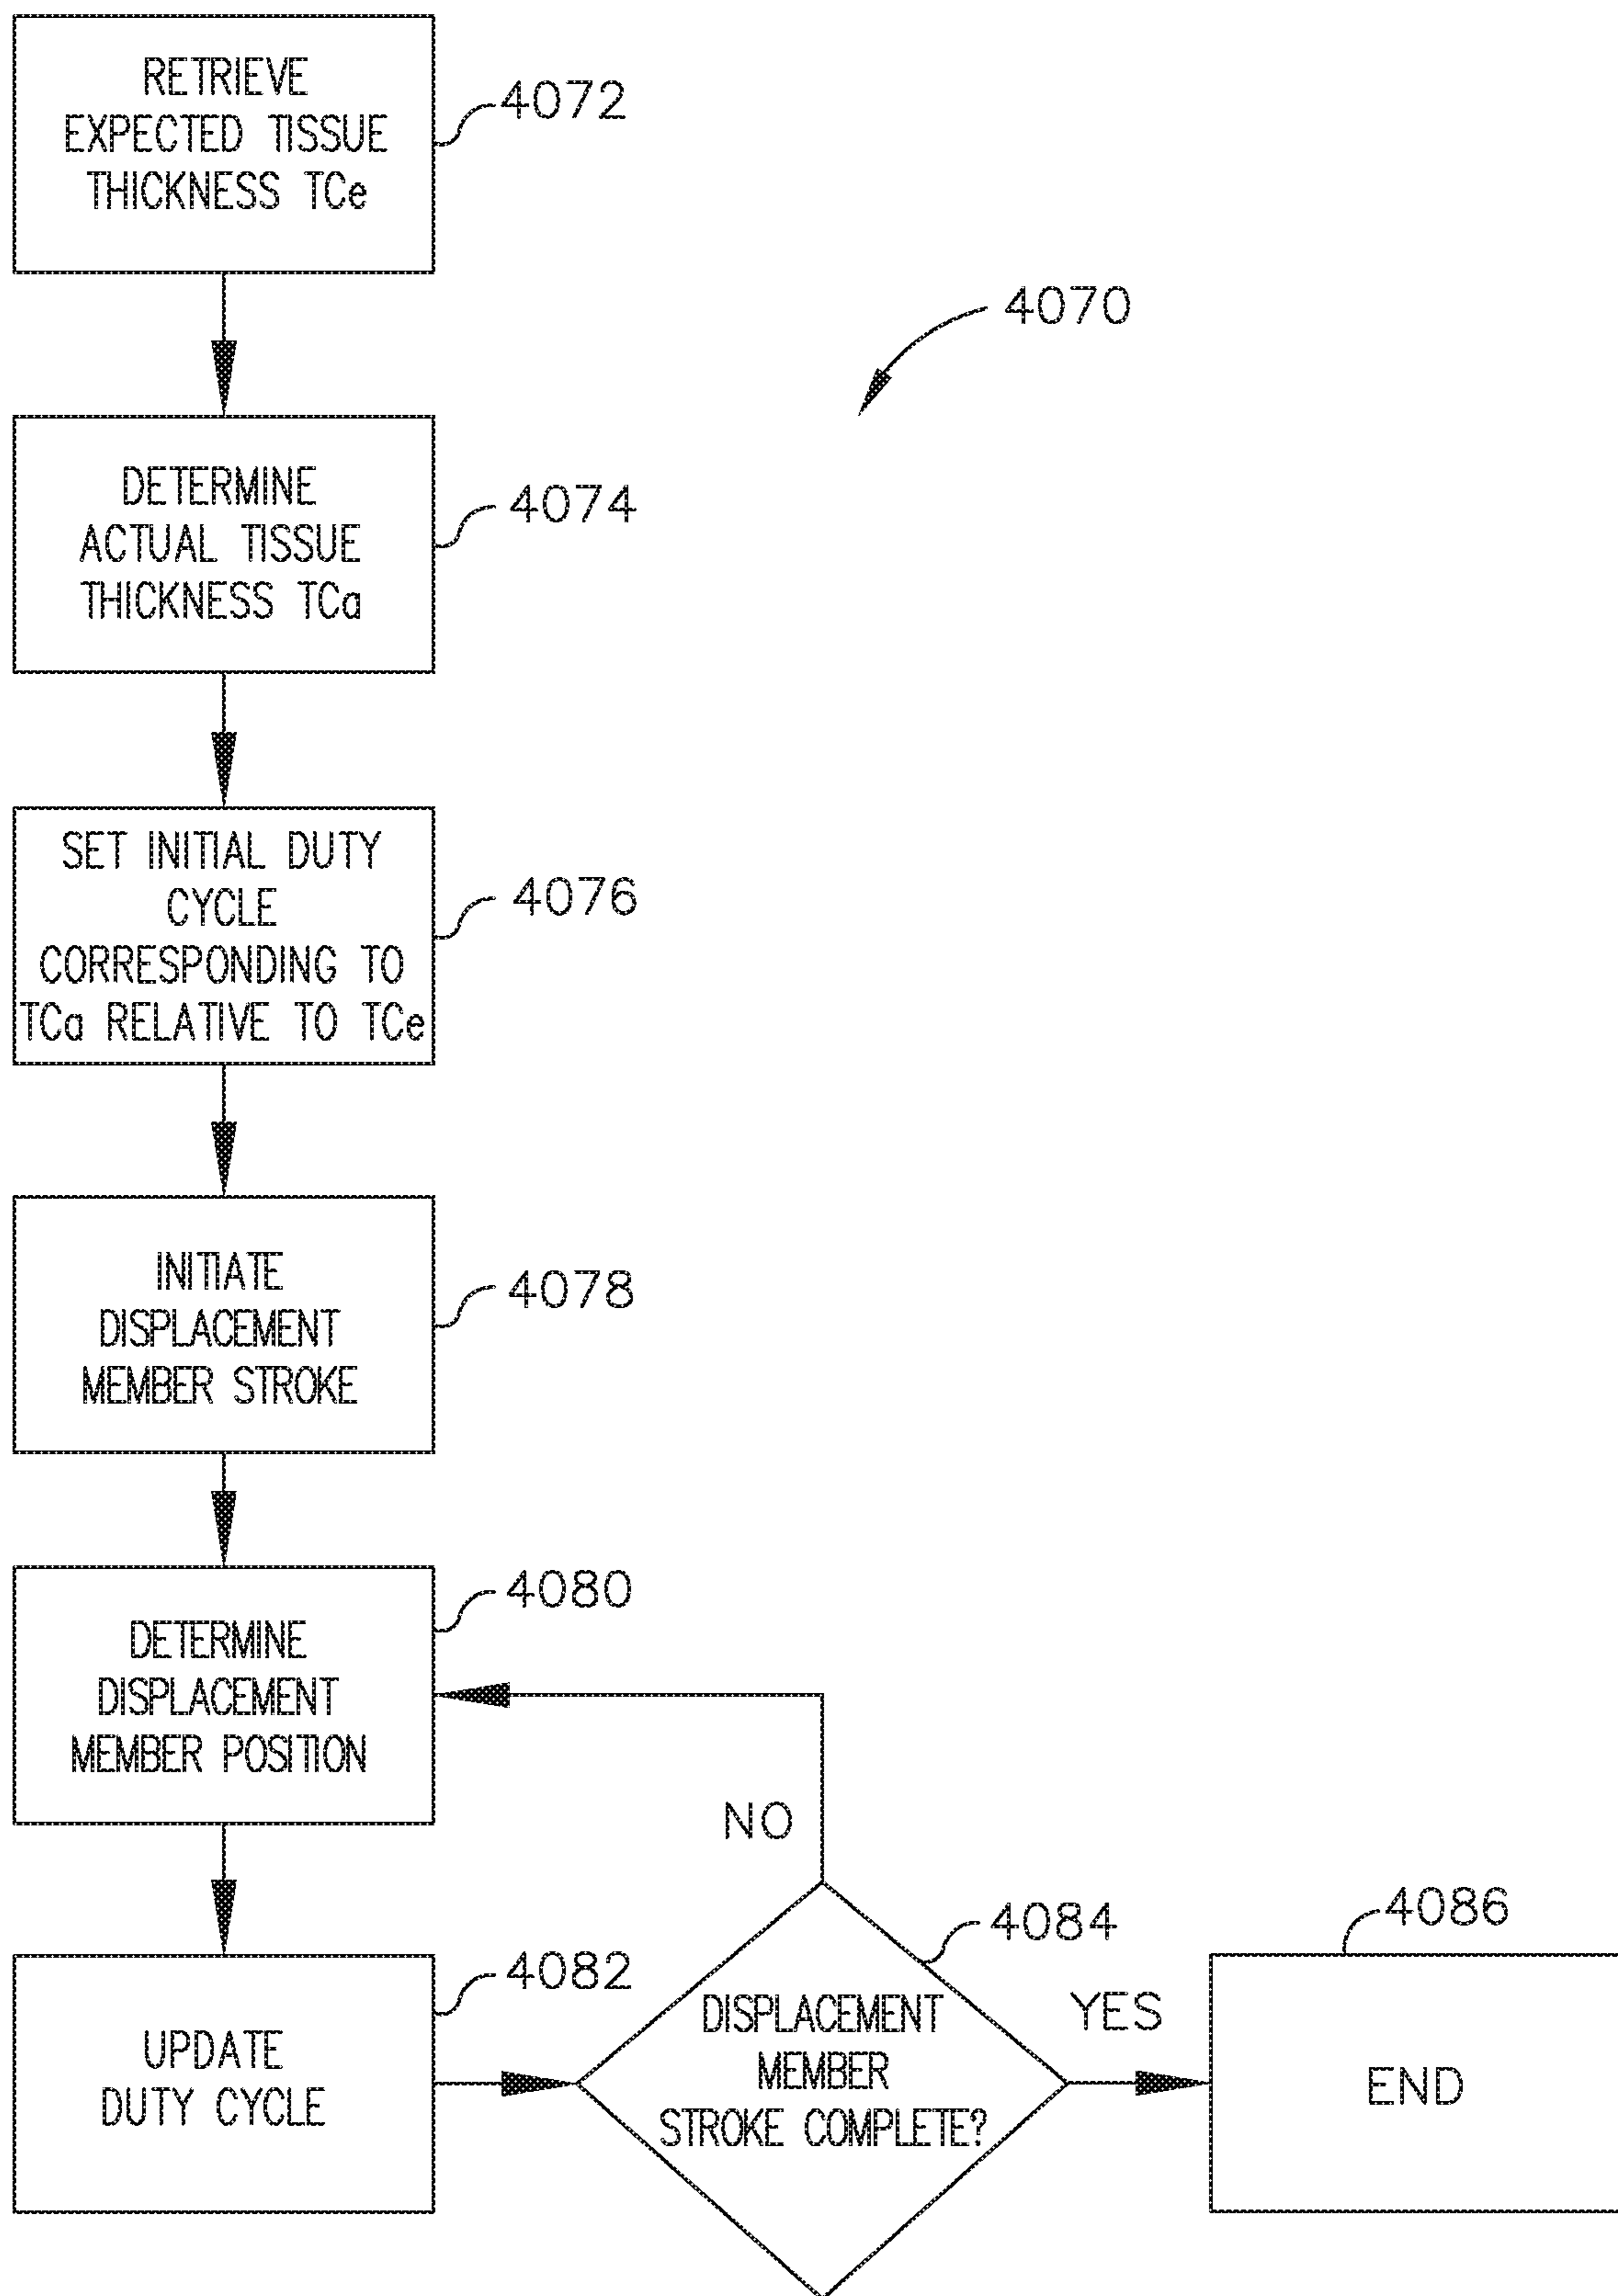 RETRIEVE
EXPECTED TISSUE
THICKNESS TCe
4072
4070
DETERMINE
ACTUAL TISSUE
THICKNESS TCa
4074
SET INITIAL DUTY
CYCLE
CORRESPONDING TO
TCa RELATIVE TO TCe
4076
INITIATE
DISPLACEMENT
MEMBER STROKE
4078
DETERMINE
DISPLACEMENT
MEMBER POSITION
4080
NO
UPDATE
DUTY CYCLE
4082
DISPLACEMENT
MEMBER
STROKE COMPLETE?
4084
YES
END
4086